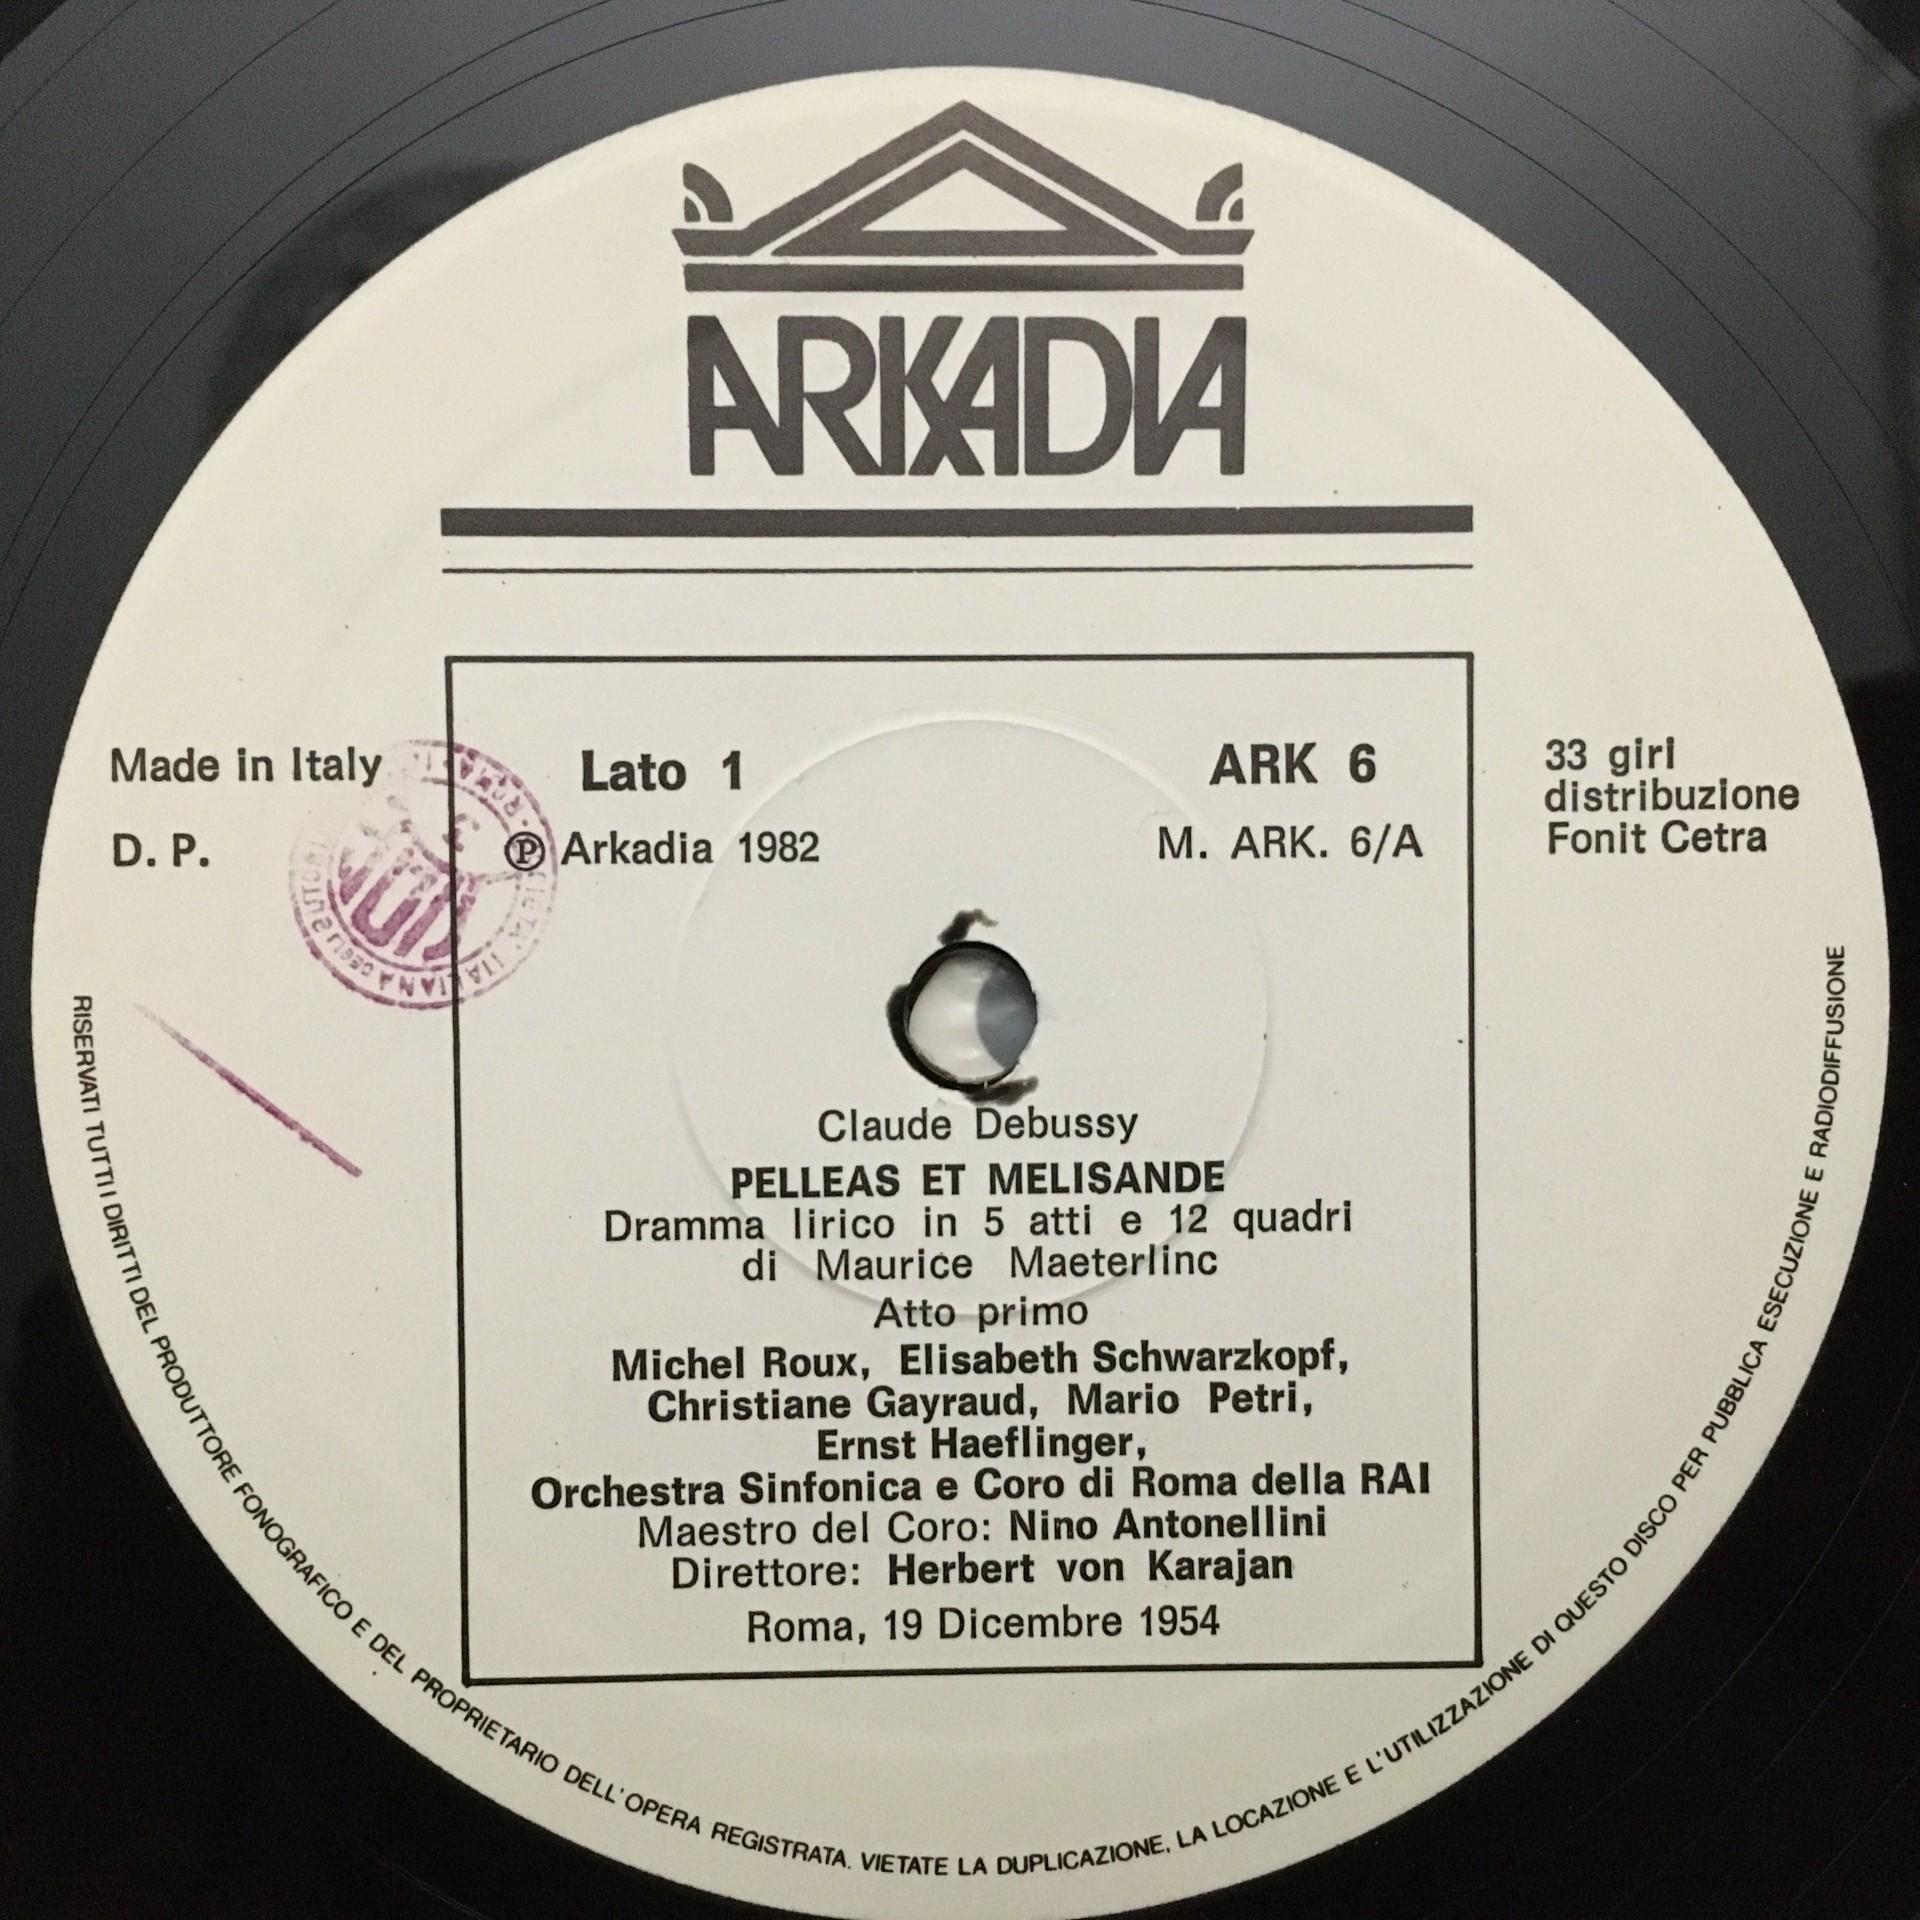 ARKADIA
Made in Italy
D. P.
Lato 1
ARK 6
℗ Arkadia 1982
M. ARK. 6/A
33 giri
distribuzione
Fonit Cetra
Claude Debussy
PELLEAS ET MELISANDE
Dramma lirico in 5 atti e 12 quadri
di Maurice Maeterlinc
Atto primo
Michel Roux, Elisabeth Schwarzkopf,
Christiane Gayraud, Mario Petri,
Ernst Haeflinger,
Orchestra Sinfonica e Coro di Roma della RAI
Maestro del Coro: Nino Antonellini
Direttore: Herbert von Karajan
Roma, 19 Dicembre 1954
RISERVATI TUTTI I DIRITTI DEL PRODUTTORE FONOGRAFICO E DEL PROPRIETARIO DELL'OPERA REGISTRATA. VIETATE LA DUPLICAZIONE, LA LOCAZIONE E L'UTILIZZAZIONE DI QUESTO DISCO PER PUBBLICA ESECUZIONE E RADIODIFFUSIONE
ITALIANA DEGLI AUTORI